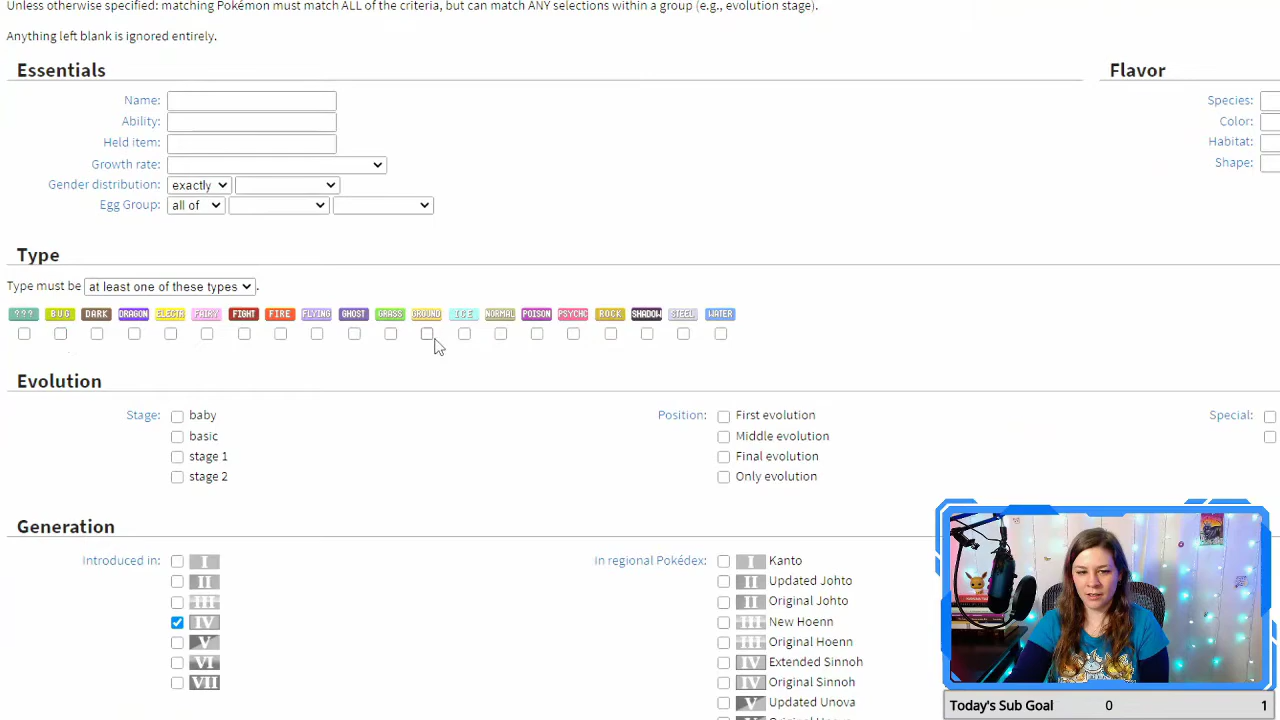 Unless otherwise specified: matching Pokémon must match ALL of the criteria, but can match ANY selections within a group (e.g., evolution stage).
Anything left blank is ignored entirely.
Essentials
Flavor
Name:
Species:
Ability:
Color:
Held item:
Habitat:
Growth rate:
Shape:
Gender distribution: exactly
Egg Group: all of
Type
Type must be at least one of these types .
??? BUG DARK DRAGON ELECTR FAIRY FIGHT FIRE FLYING GHOST GRASS GROUND ICE NORMAL POISON PSYCHC ROCK SHADOW STEEL WATER
Evolution
Stage: baby
Position: First evolution
Special:
basic
Middle evolution
stage 1
Final evolution
stage 2
Only evolution
Generation
Introduced in: I
In regional Pokédex: I Kanto
II
II Updated Johto
III
II Original Johto
IV
III New Hoenn
V
III Original Hoenn
VI
IV Extended Sinnoh
VII
IV Original Sinnoh
V Updated Unova
Today's Sub Goal 0 1